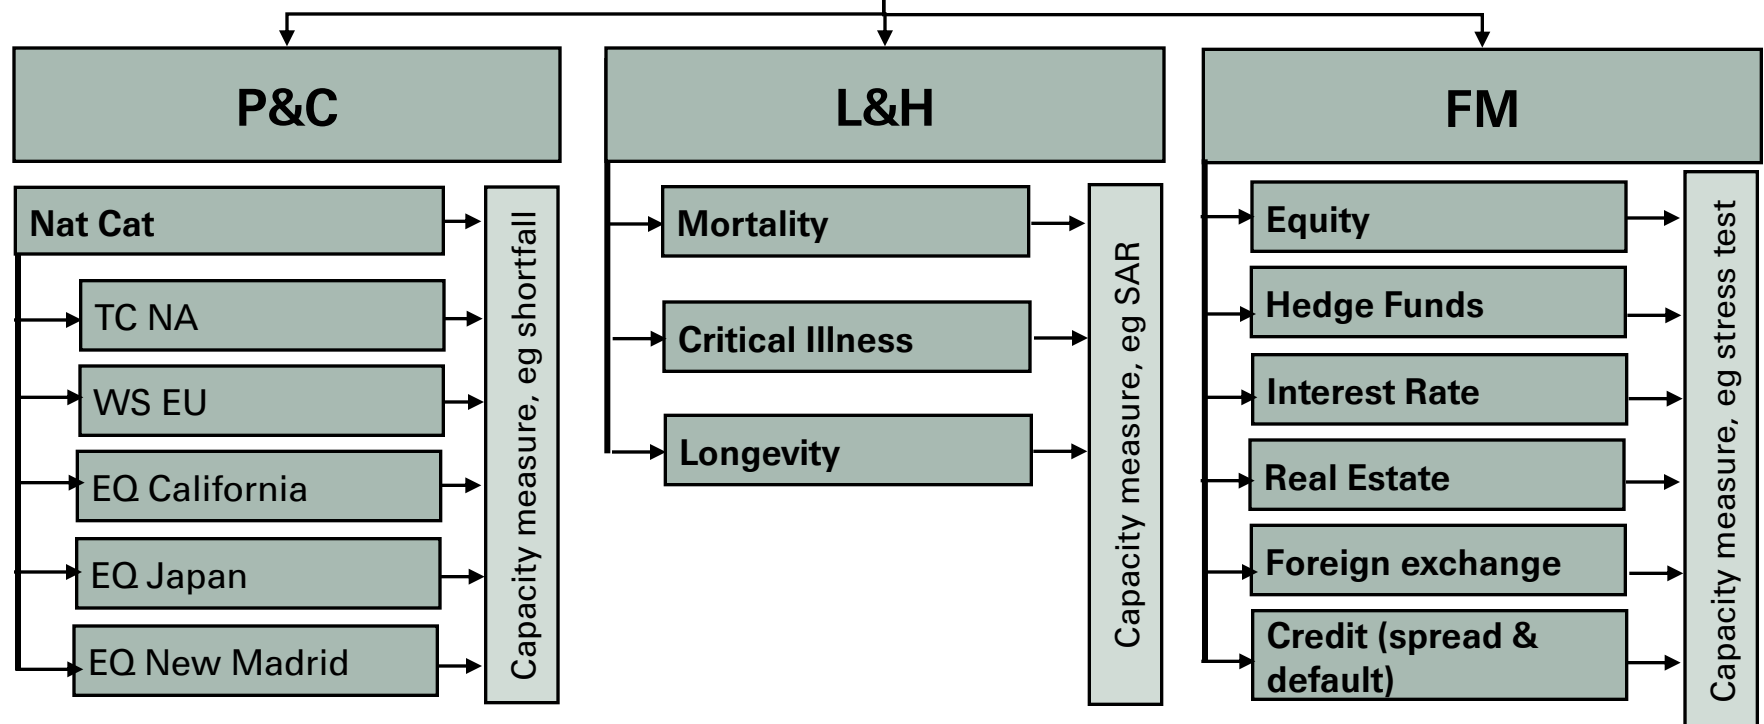 P&C
Nat Cat
TC NA
WS EU
EQ California
EQ Japan
EQ New Madrid
Capacity measure, eg shortfall
L&H
Mortality
Critical Illness
Longevity
Capacity measure, eg SAR
FM
Equity
Hedge Funds
Interest Rate
Real Estate
Foreign exchange
Credit (spread &
default)
Capacity measure, eg stress test